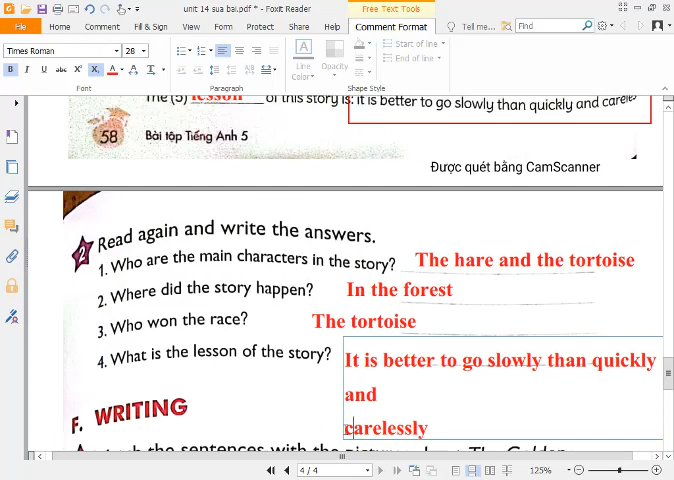 unit 14 sua bai.pdf * - Foxit Reader
Free Text Tools
File Home Comment Fill & Sign View Form Protect Share Help Comment Format Tell me... Find
Times Roman 28
Font
Paragraph
Line Color
Opacity
Start of line
End of line
Shape Style
The (5) lesson of this story is: It is better to go slowly than quickly and carele
58 Bài tập Tiếng Anh 5
Được quét bằng CamScanner
2 Read again and write the answers.
1. Who are the main characters in the story? The hare and the tortoise
2. Where did the story happen? In the forest
3. Who won the race? The tortoise
4. What is the lesson of the story? It is better to go slowly than quickly
and
carelessly
F. WRITING
the sentences with the
4 / 4 125%